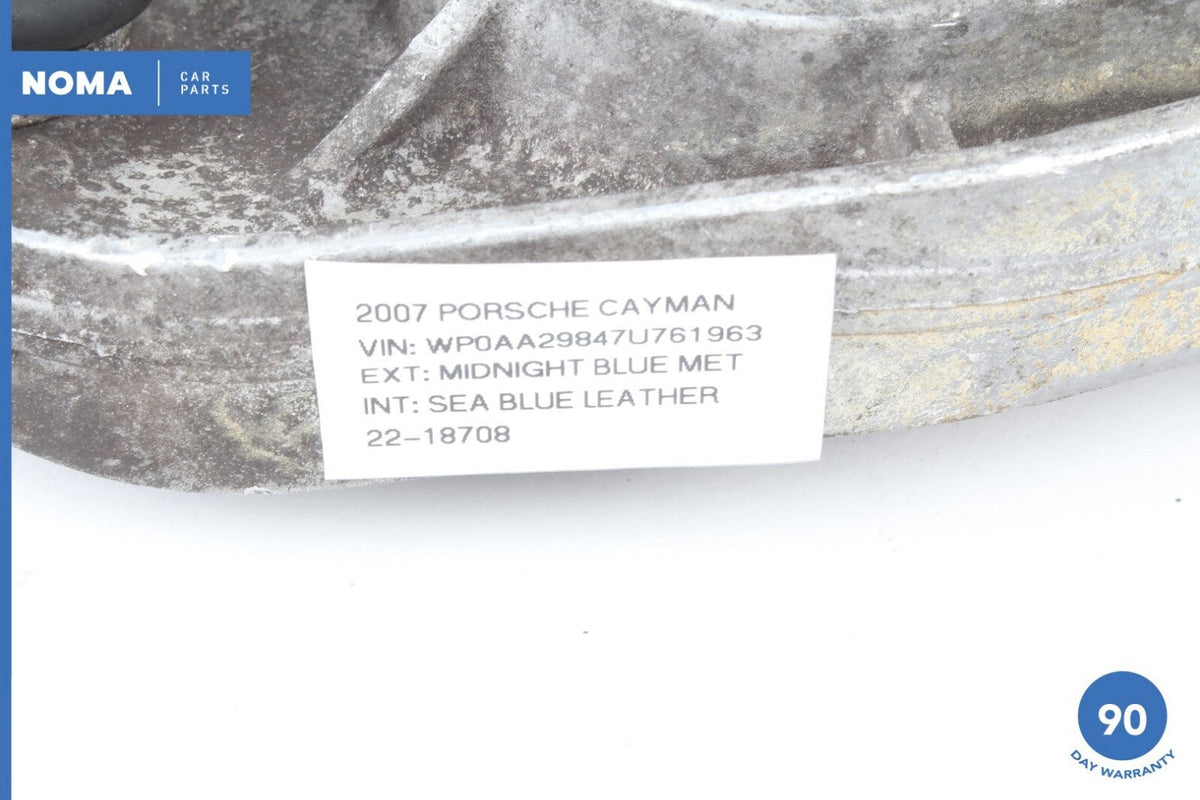 NOMA
CAR
PARTS
2007 PORSCHE CAYMAN
VIN: WP0AA29847U761963
EXT: MIDNIGHT BLUE MET
INT: SEA BLUE LEATHER
22-18708
90
DAY WARRANTY